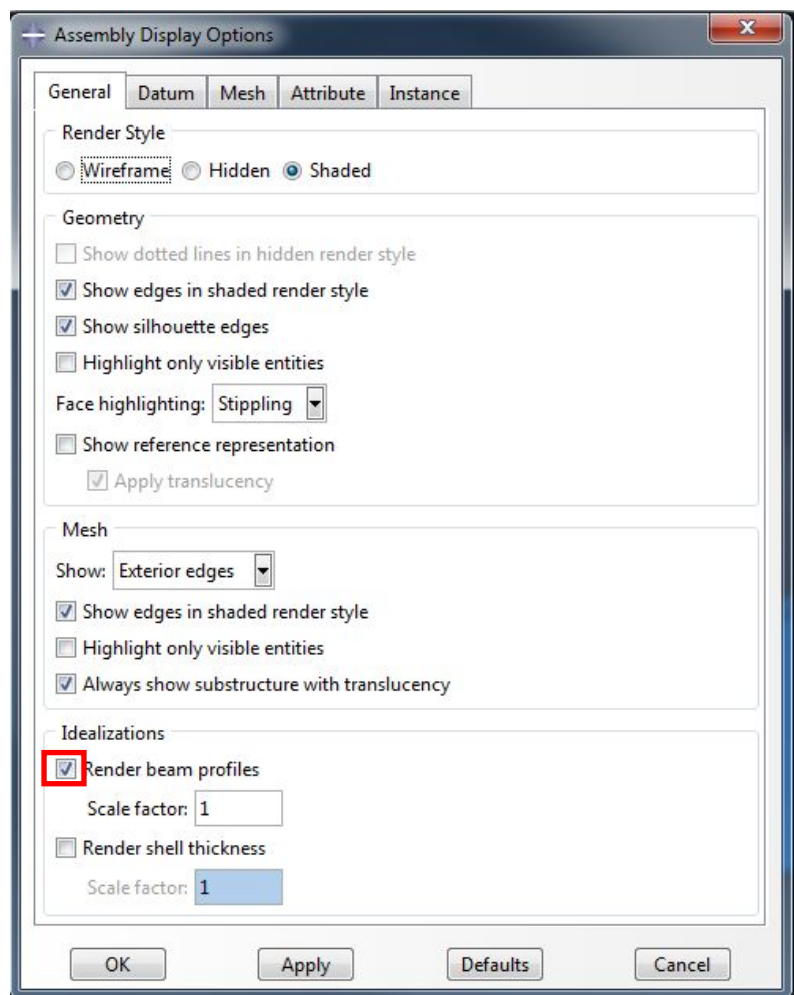 Assembly Display Options
General Datum Mesh Attribute Instance
Render Style
Wireframe Hidden Shaded
Geometry
Show dotted lines in hidden render style
Show edges in shaded render style
Show silhouette edges
Highlight only visible entities
Face highlighting: Stippling
Show reference representation
Apply translucency
Mesh
Show: Exterior edges
Show edges in shaded render style
Highlight only visible entities
Always show substructure with translucency
Idealizations
Render beam profiles
Scale factor: 1
Render shell thickness
Scale factor: 1
OK Apply Defaults Cancel